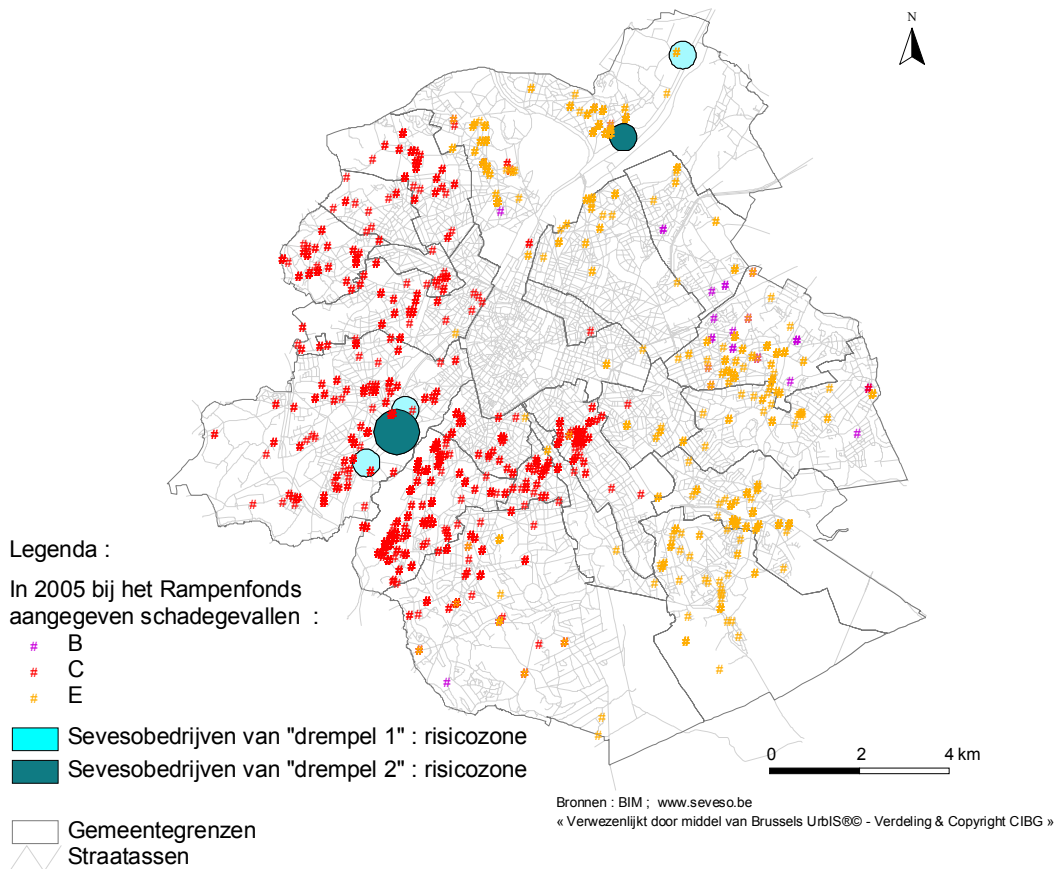 N
Legenda :
In 2005 bij het Rampenfonds
aangegeven schadegevallen :
# B
# C
# E
Sevesobedrijven van "drempel 1" : risicozone
Sevesobedrijven van "drempel 2" : risicozone
Gemeentegrenzen
Straatassen
0 2 4 km
Bronnen : BIM ; www.seveso.be
« Verwezenlijkt door middel van Brussels UrbIS®© - Verdeling & Copyright CIBG »